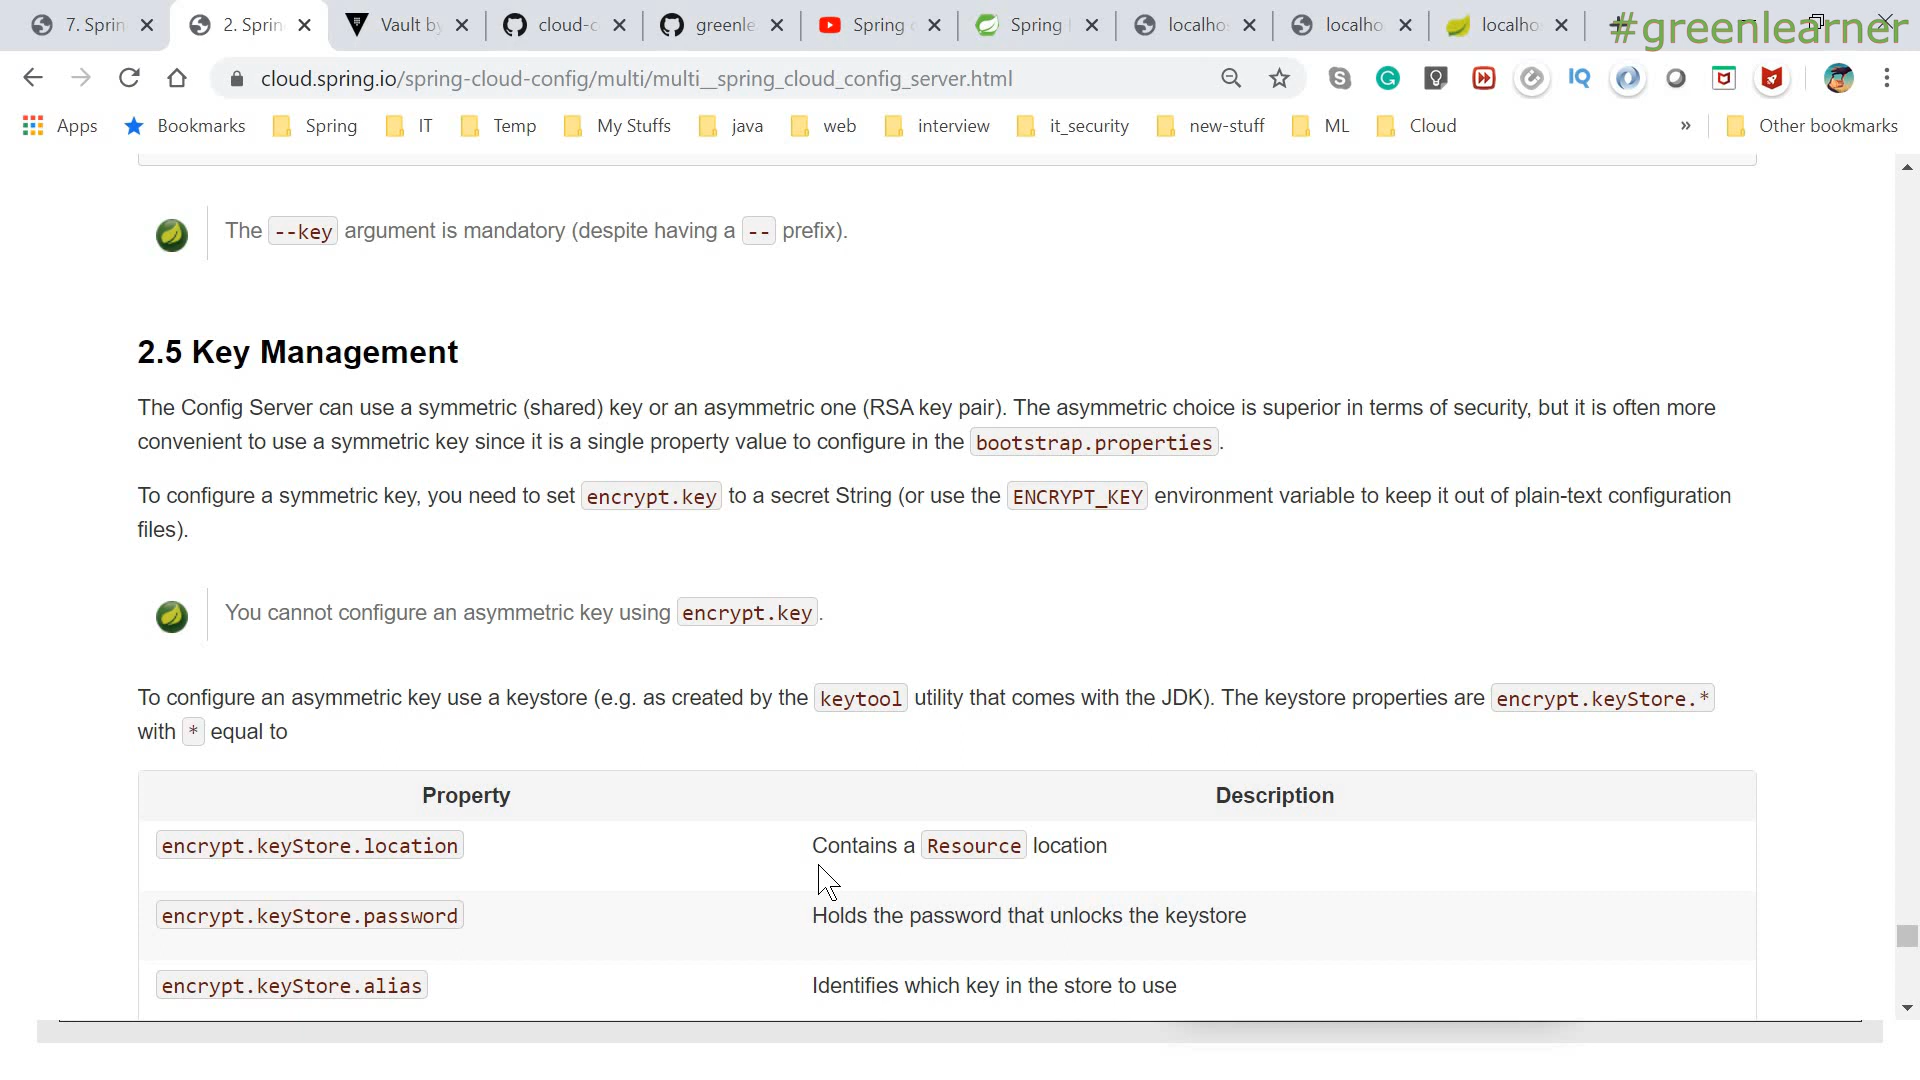 7. Sprin
2. Sprin
Vault by
cloud-c
greenle
Spring c
Spring
localho
localho
localho
#greenlearner
cloud.spring.io/spring-cloud-config/multi/multi__spring_cloud_config_server.html
Apps
Bookmarks
Spring
IT
Temp
My Stuffs
java
web
interview
it_security
new-stuff
ML
Cloud
»
Other bookmarks
The --key argument is mandatory (despite having a -- prefix).
2.5 Key Management
The Config Server can use a symmetric (shared) key or an asymmetric one (RSA key pair). The asymmetric choice is superior in terms of security, but it is often more
convenient to use a symmetric key since it is a single property value to configure in the bootstrap.properties.
To configure a symmetric key, you need to set encrypt.key to a secret String (or use the ENCRYPT_KEY environment variable to keep it out of plain-text configuration
files).
You cannot configure an asymmetric key using encrypt.key.
To configure an asymmetric key use a keystore (e.g. as created by the keytool utility that comes with the JDK). The keystore properties are encrypt.keyStore.*
with * equal to
Property Description
encrypt.keyStore.location Contains a Resource location
encrypt.keyStore.password Holds the password that unlocks the keystore
encrypt.keyStore.alias Identifies which key in the store to use